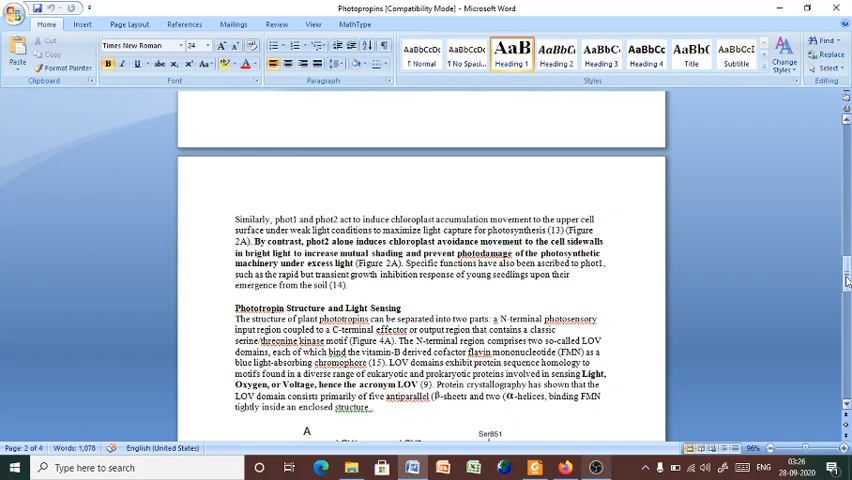 Photopropins [Compatibility Mode] - Microsoft Word
Home Insert Page Layout References Mailings Review View MathType
Cut
Copy
Paste
Format Painter
Clipboard
Times New Roman 24
Font
Paragraph
AaBbCcDc AaBbCcDc AaB AaBbC AaBbCc AaBbCc AaBbC AaBbCcI
¶ Normal ¶ No Spaci... Heading 1 Heading 2 Heading 3 Heading 4 Title Subtitle
Styles
Change
Styles
Find
Replace
Select
Editing
Similarly, phot1 and phot2 act to induce chloroplast accumulation movement to the upper cell
surface under weak light conditions to maximize light capture for photosynthesis (13) (Figure
2A). By contrast, phot2 alone induces chloroplast avoidance movement to the cell sidewalls
in bright light to increase mutual shading and prevent photodamage of the photosynthetic
machinery under excess light (Figure 2A). Specific functions have also been ascribed to phot1,
such as the rapid but transient growth inhibition response of young seedlings upon their
emergence from the soil (14).
Phototropin Structure and Light Sensing
The structure of plant phototropins can be separated into two parts: a N-terminal photosensory
input region coupled to a C-terminal effector or output region that contains a classic
serine/threonine kinase motif (Figure 4A). The N-terminal region comprises two so-called LOV
domains, each of which bind the vitamin-B derived cofactor flavin mononucleotide (FMN) as a
blue light-absorbing chromophore (15). LOV domains exhibit protein sequence homology to
motifs found in a diverse range of eukaryotic and prokaryotic proteins involved in sensing Light,
Oxygen, or Voltage, hence the acronym LOV (9). Protein crystallography has shown that the
LOV domain consists primarily of five antiparallel (β-sheets and two (α-helices, binding FMN
tightly inside an enclosed structure..
A
Ser851
Page: 2 of 4 Words: 1,078 English (United States) 96%
Type here to search
ENG
03:26
28-09-2020